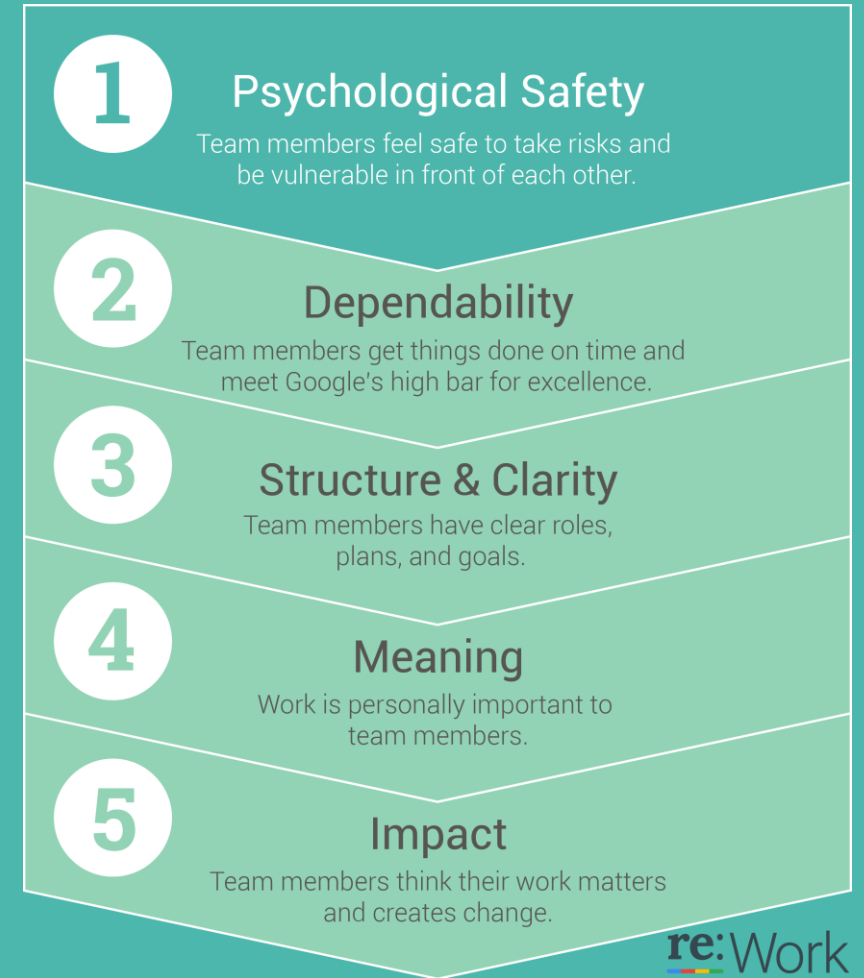 1
Psychological Safety
Team members feel safe to take risks and
be vulnerable in front of each other.
2
Dependability
Team members get things done on time and
meet Google's high bar for excellence.
3
Structure & Clarity
Team members have clear roles,
plans, and goals.
4
Meaning
Work is personally important to
team members.
5
Impact
Team members think their work matters
and creates change.
re:Work